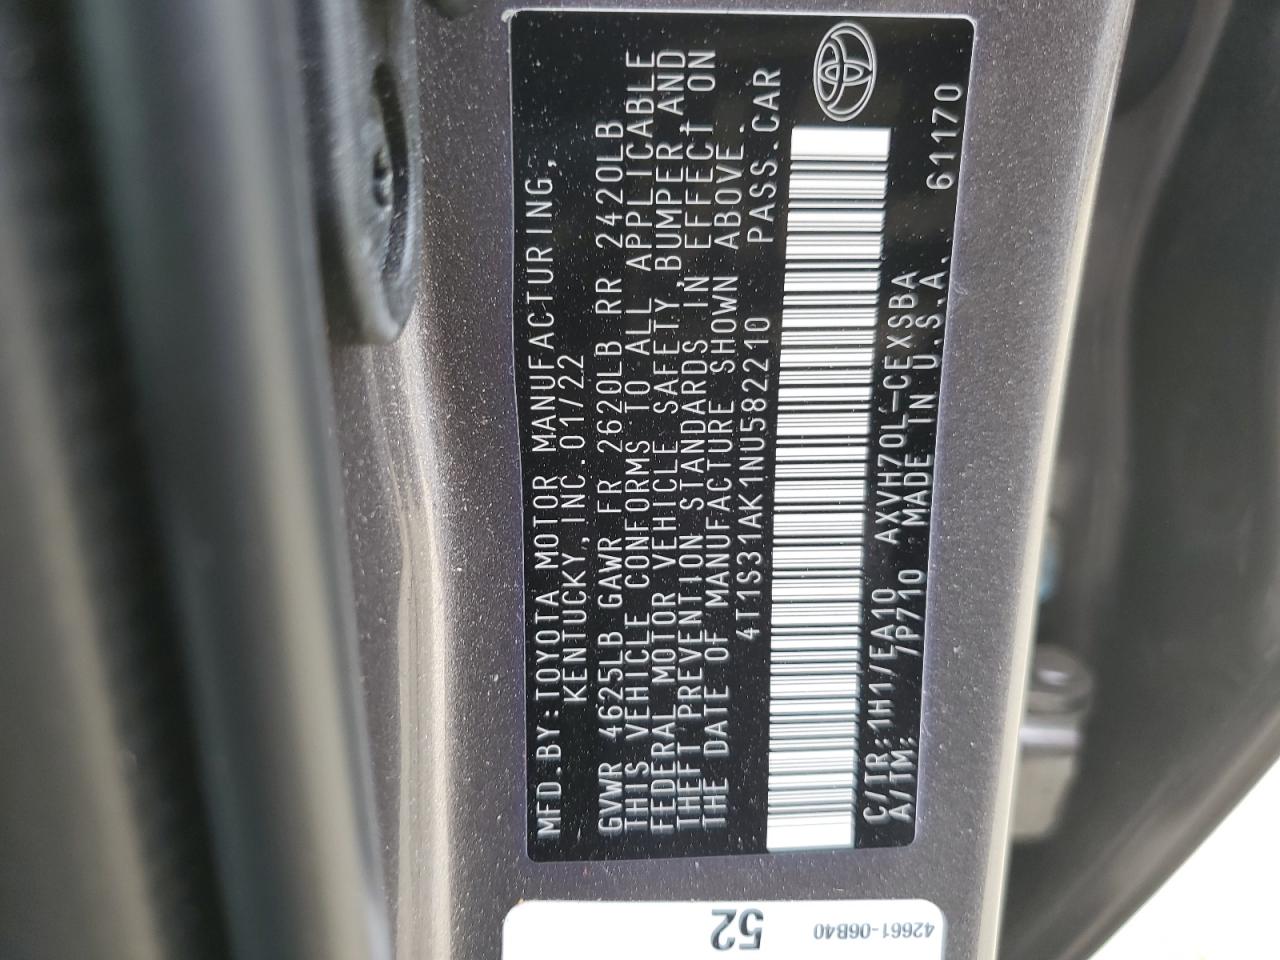 MFD.BY:TOYOTA MOTOR MANUFACTURING,
KENTUCKY,INC.01/22
GVWR 4625LB GAWR FR 2620LB RR 2420LB
THIS VEHICLE CONFORMS TO ALL APPLICABLE
FEDERAL MOTOR VEHICLE SAFETY,BUMPER,AND
THEFT PREVENTION STANDARDS IN EFFECT ON
THE DATE OF MANUFACTURE SHOWN ABOVE.
4T1S31AK1NU582210 PASS.CAR
C/TR:1H1/EA10 AXVH70L-CEXSBA
A/TM: /P710 MADE IN U.S.A. 61170
52
42661-06B40